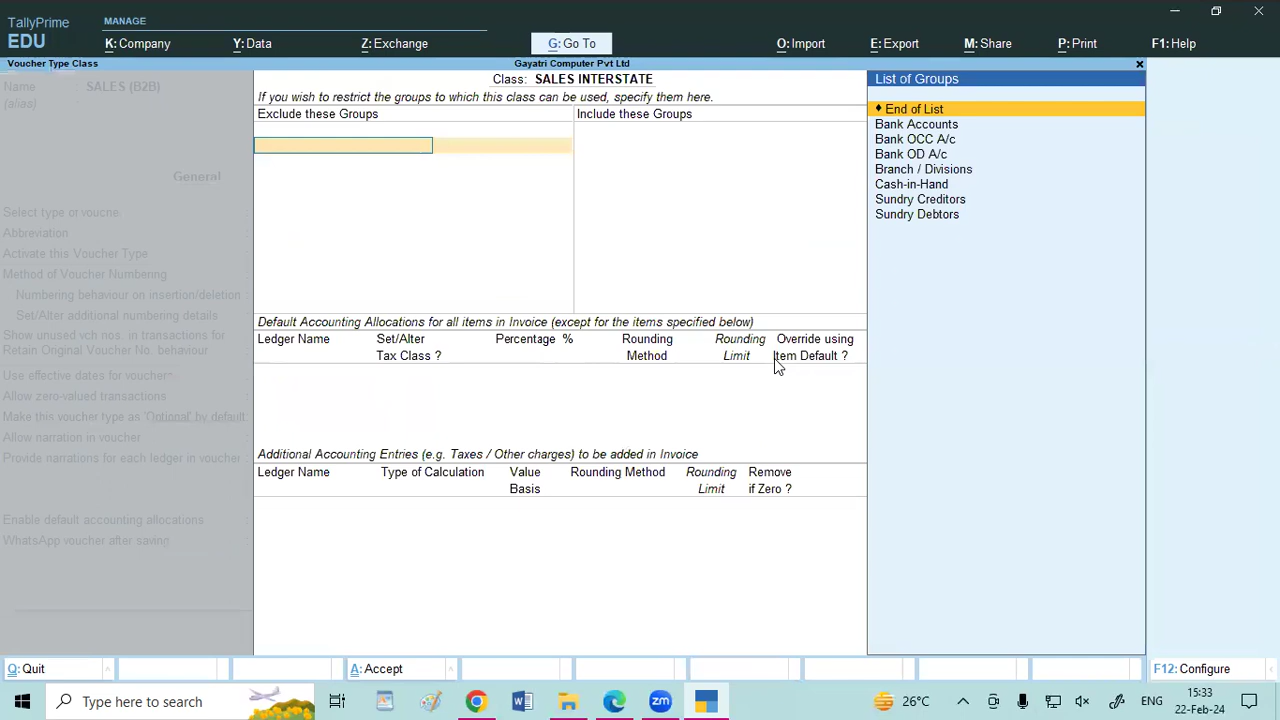 TallyPrime
EDU
MANAGE
K: Company
Y: Data
Z: Exchange
G: Go To
O: Import
E: Export
M: Share
P: Print
F1: Help
Voucher Type Class
Gayatri Computer Pvt Ltd
Name
SALES (B2B)
(alias)
General
Select type of vouche
Abbreviation
Activate this Voucher Type
Method of Voucher Numbering
Numbering behaviour on insertion/deletion
Set/Alter additional numbering details
Show unused vch nos. in transactions for
Retain Original Voucher No. behaviour
Use effective dates for vouchers
Allow zero-valued transactions
Make this voucher type as 'Optional' by default
Allow narration in voucher
Provide narrations for each ledger in voucher
Enable default accounting allocations
WhatsApp voucher after saving
Class: SALES INTERSTATE
If you wish to restrict the groups to which this class can be used, specify them here.
Exclude these Groups
Include these Groups
Default Accounting Allocations for all items in Invoice (except for the items specified below)
Ledger Name
Set/Alter
Tax Class ?
Percentage %
Rounding
Method
Rounding
Limit
Override using
Item Default ?
Additional Accounting Entries (e.g. Taxes / Other charges) to be added in Invoice
Ledger Name
Type of Calculation
Value
Basis
Rounding Method
Rounding
Limit
Remove
if Zero ?
List of Groups
♦ End of List
Bank Accounts
Bank OCC A/c
Bank OD A/c
Branch / Divisions
Cash-in-Hand
Sundry Creditors
Sundry Debtors
Q: Quit
A: Accept
F12: Configure
Type here to search
26°C
ENG
15:33
22-Feb-24